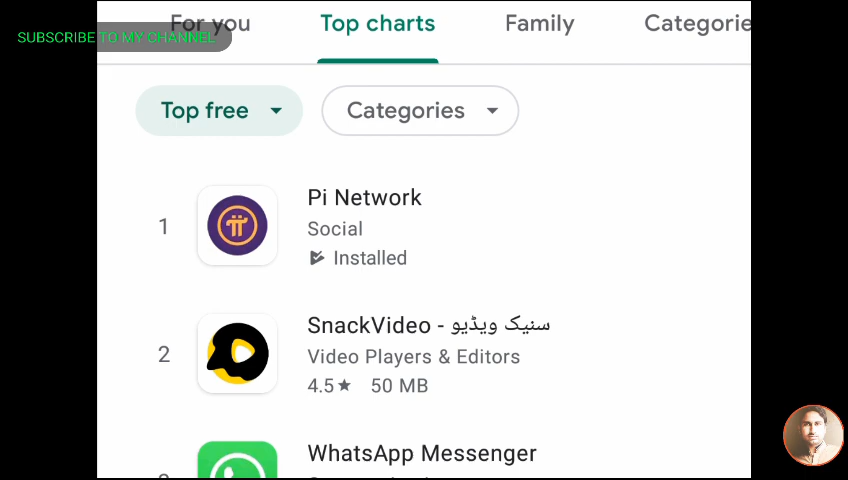 For you Top charts Family Categorie
SUBSCRIBE TO MY CHANNEL
Top free Categories
1
Pi Network
Social
Installed
2
SnackVideo - سنیک ویڈیو
Video Players & Editors
4.5★ 50 MB
WhatsApp Messenger